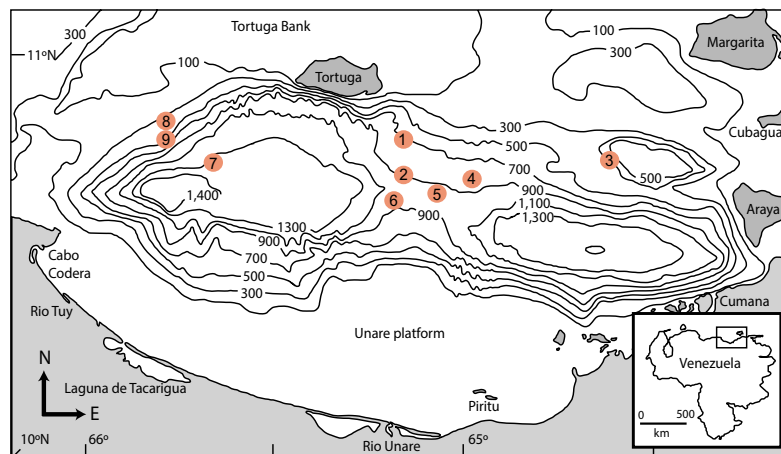 300
Tortuga Bank
100
Margarita
11ºN
100
Tortuga
300
8
300
Cubagua
9
1
500
3
7
700
500
2
4
5
6
900
1,400
900
1,100
Araya
1,300
1300
900
Cabo
Codera
700
500
Cumana
300
Rio Tuy
Unare platform
N
Venezuela
Laguna de Tacarigua
E
Piritu
0
500
km
10ºN
66º
65º
Rio Unare